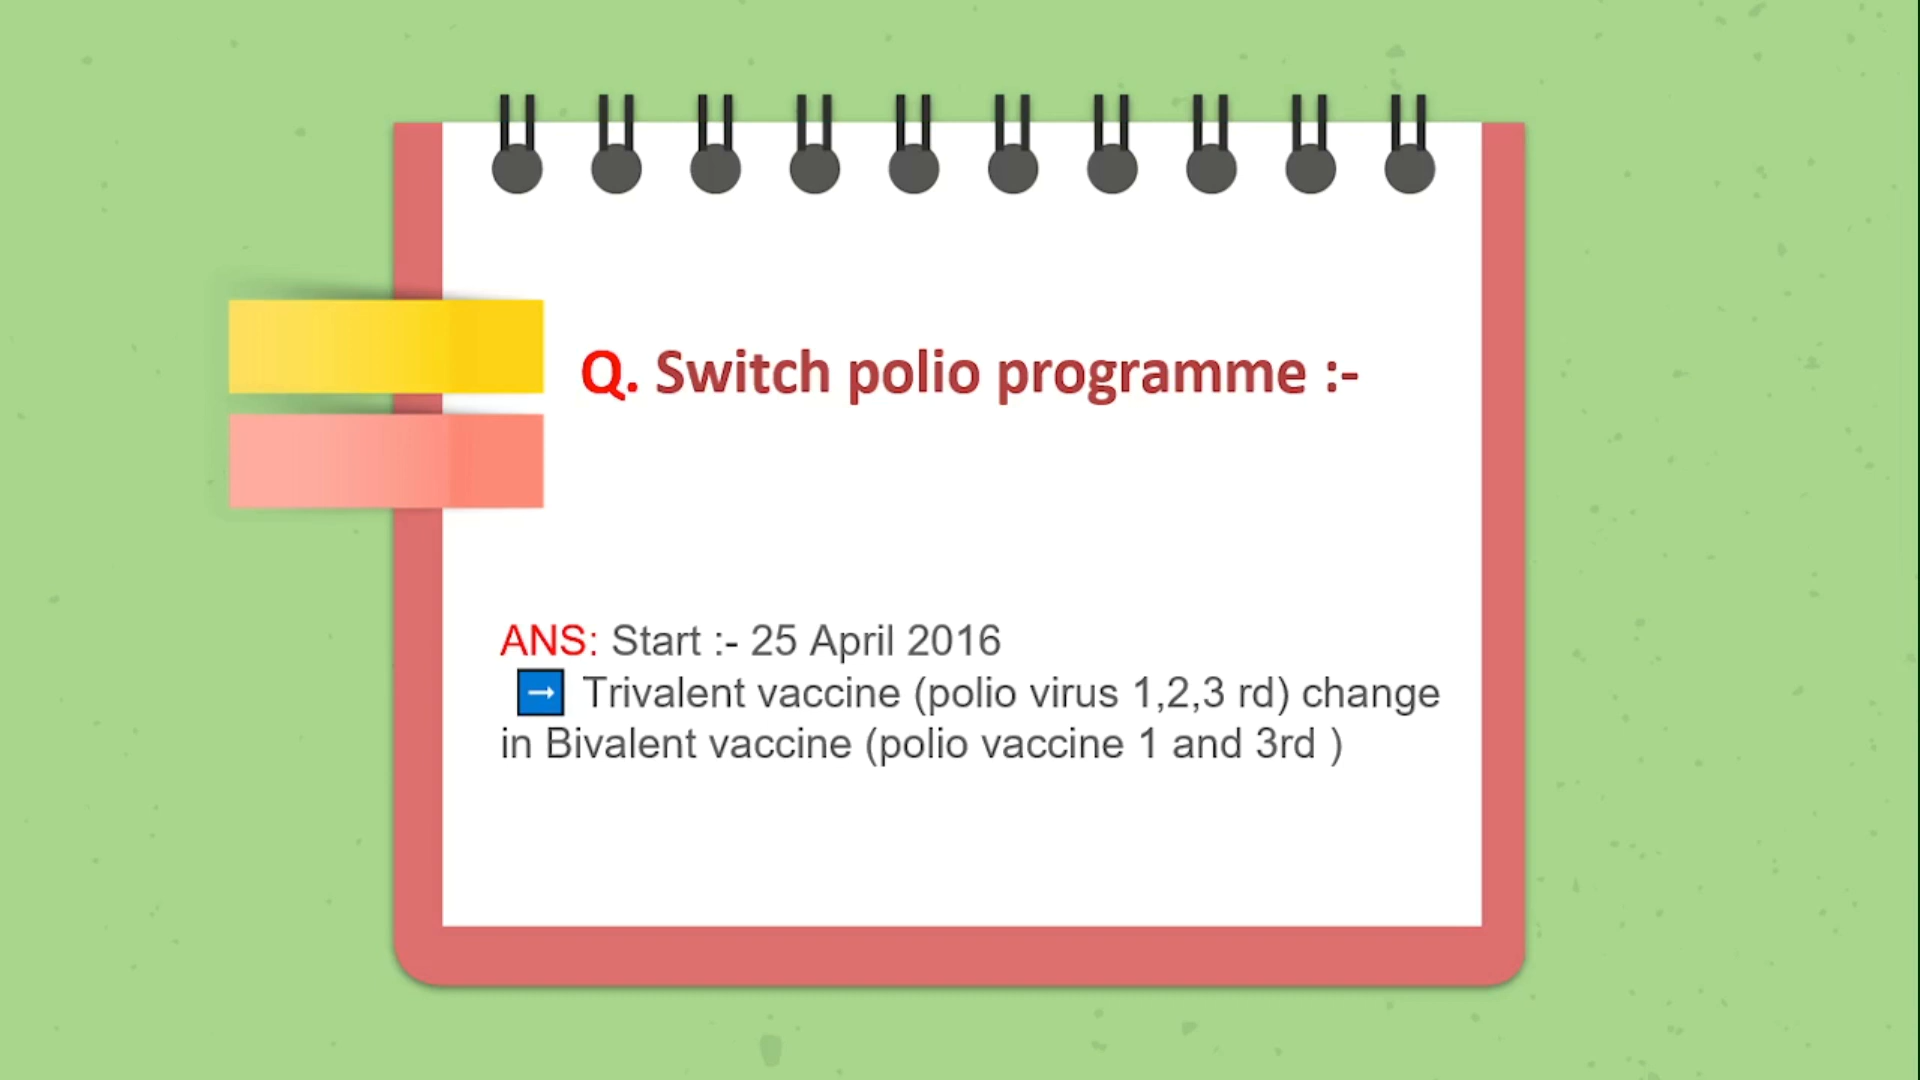 Q. Switch polio programme :-
ANS: Start :- 25 April 2016
➡ Trivalent vaccine (polio virus 1,2,3 rd) change
in Bivalent vaccine (polio vaccine 1 and 3rd )